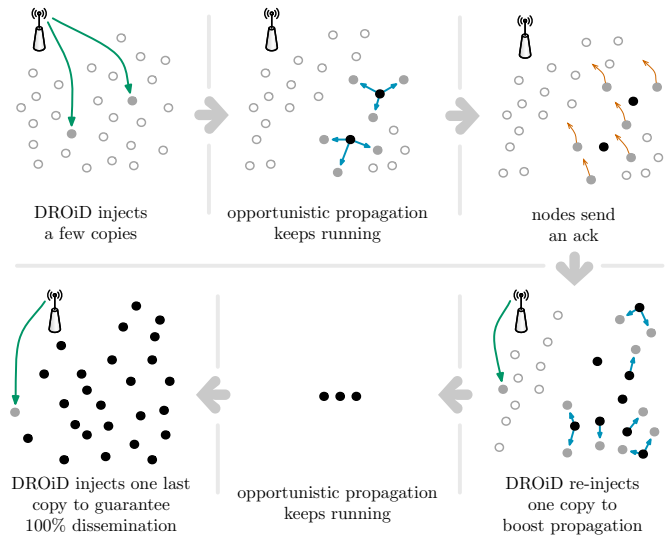 DROiD injects
a few copies
opportunistic propagation
keeps running
nodes send
an ack
DROiD injects one last
copy to guarantee
100% dissemination
opportunistic propagation
keeps running
DROiD re-injects
one copy to
boost propagation